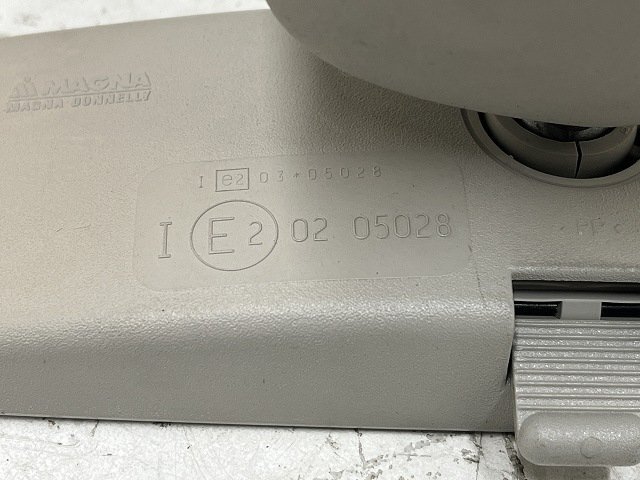 MAGNA
MAGNA DONNELLY
I e2 03*05028
I E2 02 05028